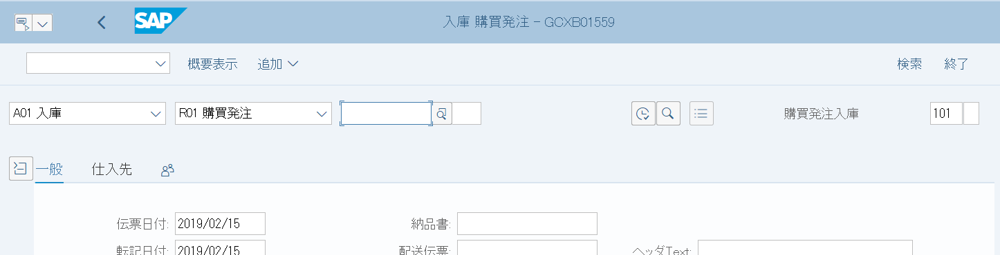 SAP 入庫 購買発注 - GCXB01559
概要表示 追加 検索 終了
A01 入庫 R01 購買発注 購買発注入庫 101
一般 仕入先
伝票日付: 2019/02/15 納品書:
転記日付: 2019/02/15 配送伝票: ヘッダText: